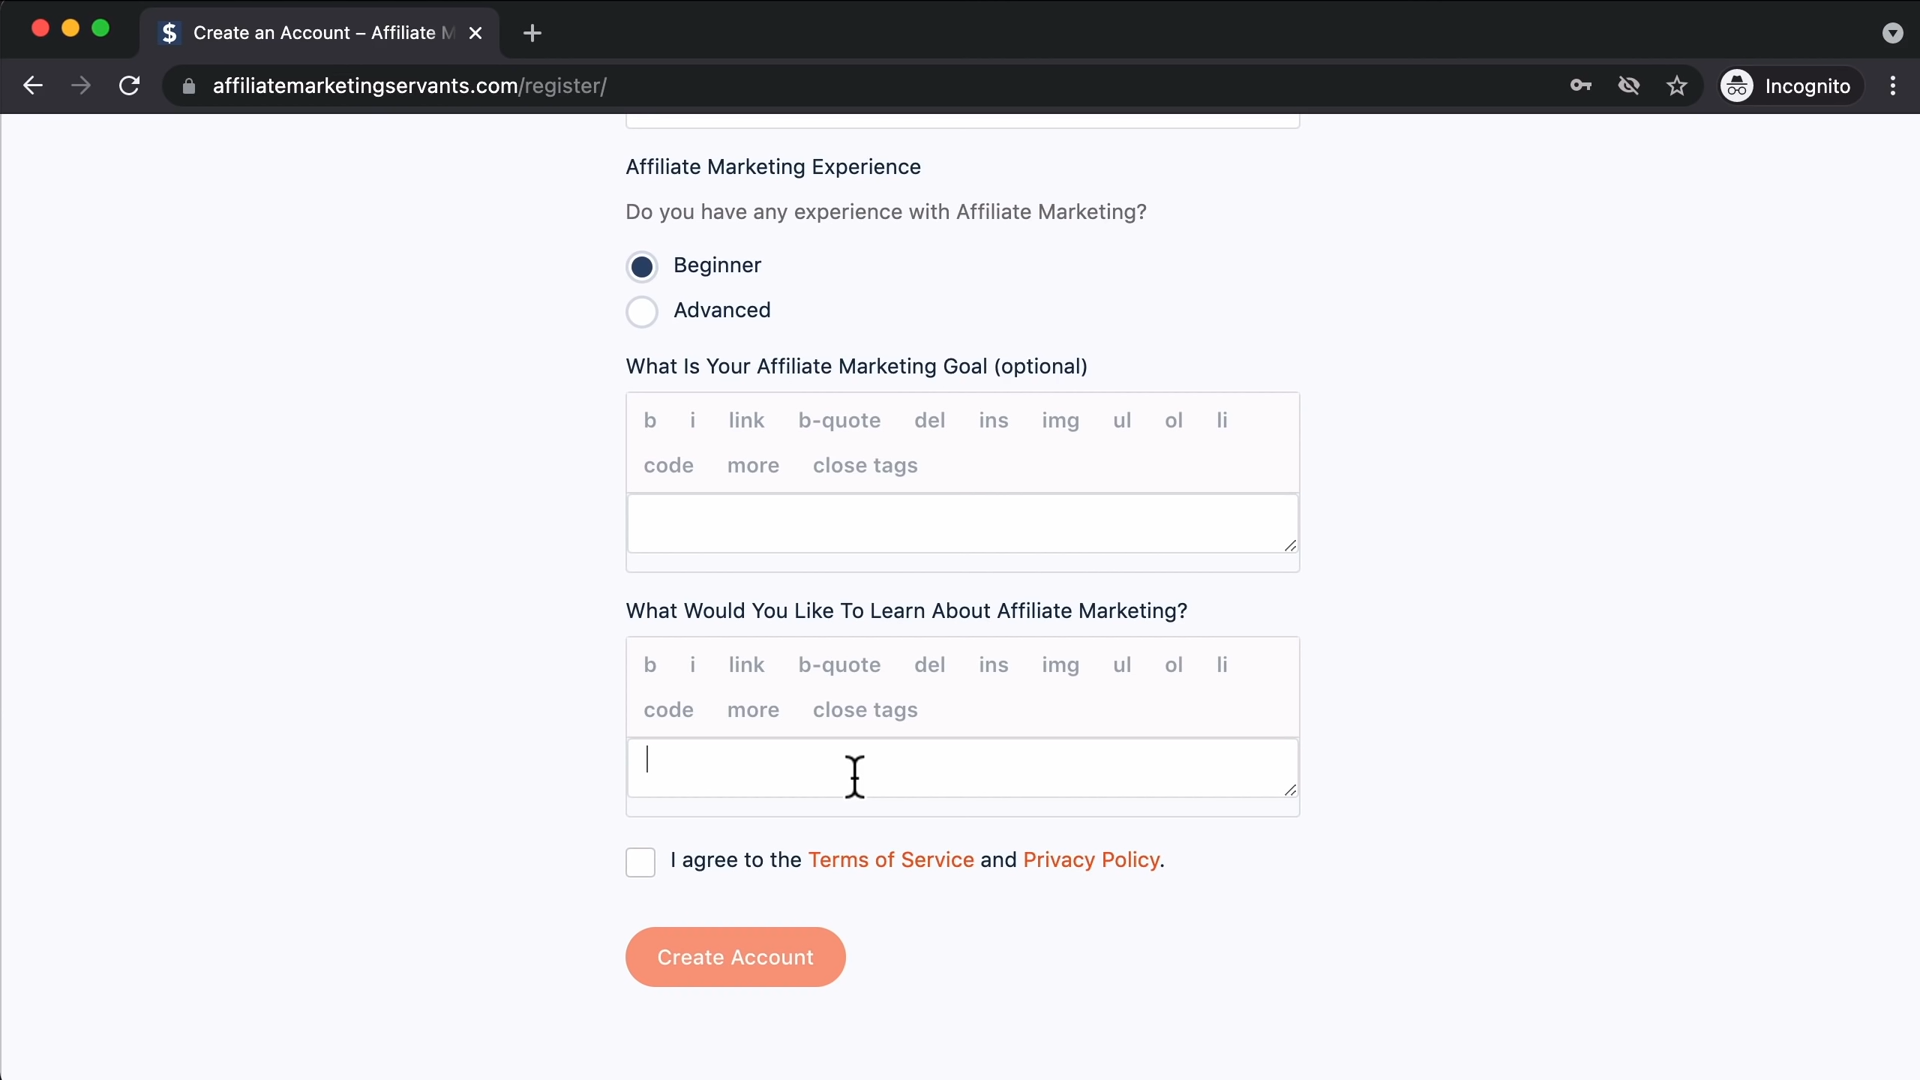 Create an Account – Affiliate M
affiliatemarketingservants.com/register/
Incognito
Affiliate Marketing Experience
Do you have any experience with Affiliate Marketing?
Beginner
Advanced
What Is Your Affiliate Marketing Goal (optional)
b i link b-quote del ins img ul ol li
code more close tags
What Would You Like To Learn About Affiliate Marketing?
b i link b-quote del ins img ul ol li
code more close tags
I agree to the Terms of Service and Privacy Policy.
Create Account